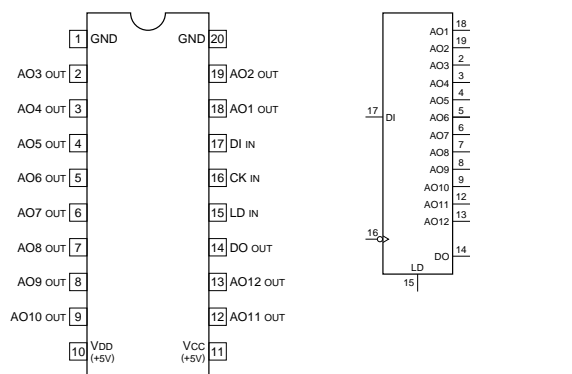 1 GND GND 20
AO3 OUT 2 19 AO2 OUT
AO4 OUT 3 18 AO1 OUT
AO5 OUT 4 17 DI IN
AO6 OUT 5 16 CK IN
AO7 OUT 6 15 LD IN
AO8 OUT 7 14 DO OUT
AO9 OUT 8 13 AO12 OUT
AO10 OUT 9 12 AO11 OUT
10 VDD VCC 11
(+5V) (+5V)
AO1 18
AO2 19
AO3 2
AO4 3
AO5 4
17 DI AO6 5
AO7 6
AO8 7
AO9 8
AO10 9
AO11 12
AO12 13
16
DO 14
LD
15